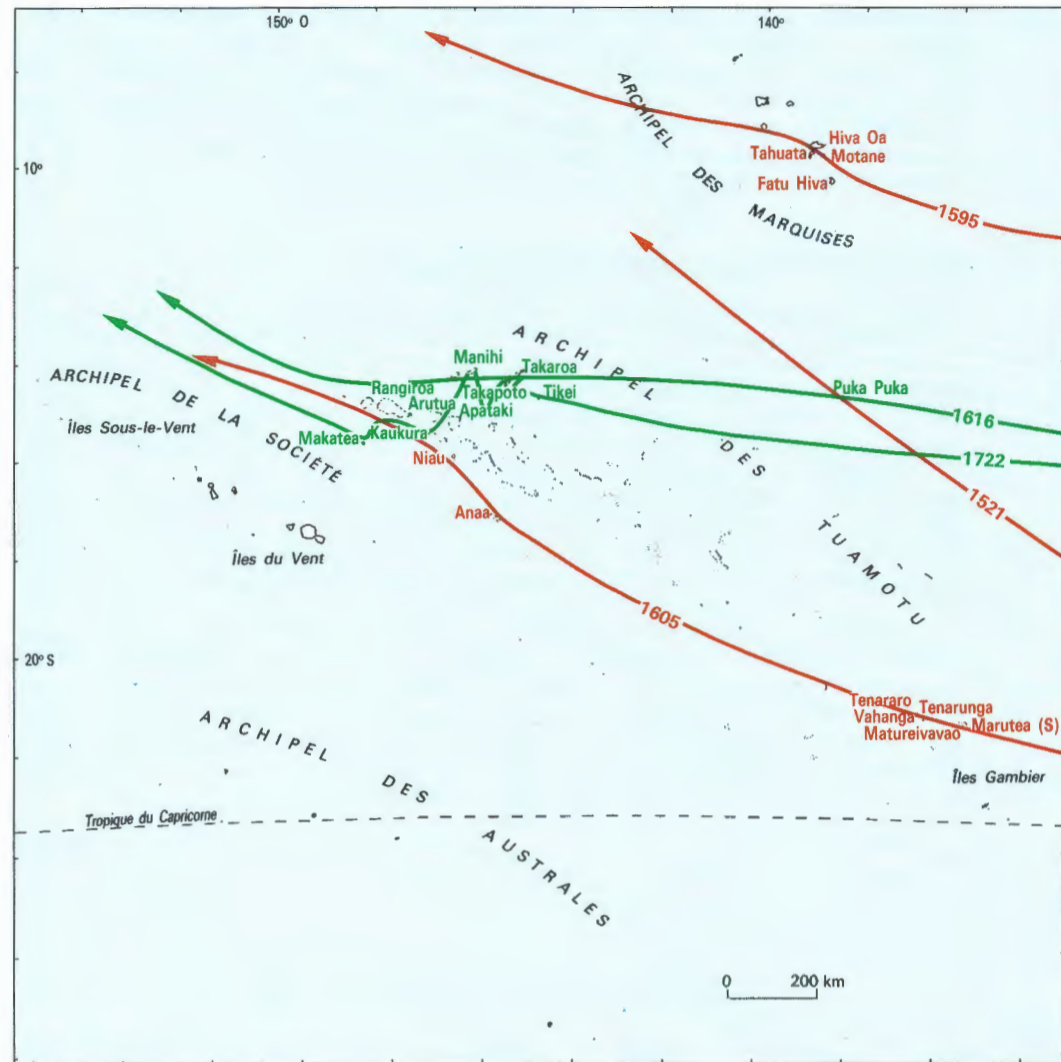 150° O
140°
ARCHIPEL DES MARQUISES
Hiva Oa
Tahuata
Motane
10°
Fatu Hiva
1595
ARCHIPEL DES TUAMOTU
Manihi
Takaroa
Rangiroa
Takapoto
Tikei
Puka Puka
Arutua
Apataki
1616
ARCHIPEL DE LA SOCIÉTÉ
Îles Sous-le-Vent
Makatea
Kaukura
Niau
1722
1521
Anaa
Îles du Vent
1605
20° S
Tenararo
Tenarunga
Vahanga
Marutea (S)
Matureivavao
Îles Gambier
ARCHIPEL DES AUSTRALES
Tropique du Capricorne
0 200 km